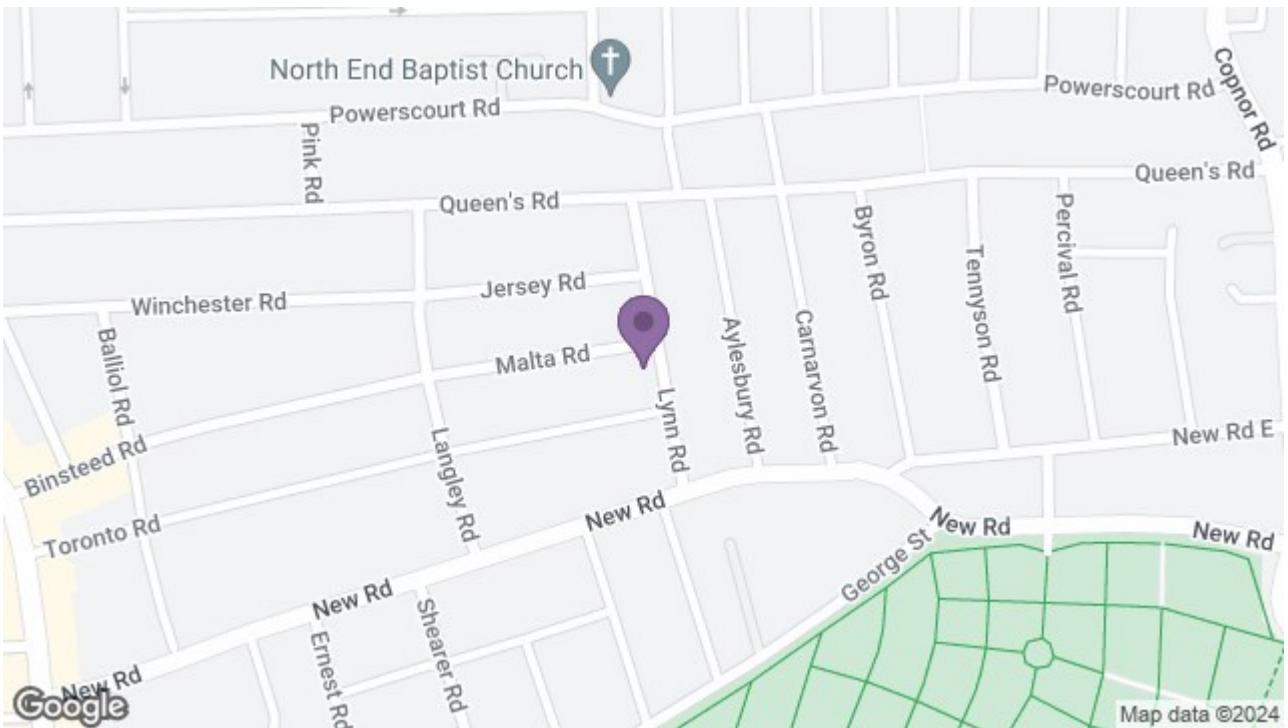 North End Baptist Church
Powerscourt Rd
Powerscourt Rd
Copnor Rd
Pink Rd
Queen's Rd
Queen's Rd
Byron Rd
Tennyson Rd
Percival Rd
Jersey Rd
Winchester Rd
Balliol Rd
Malta Rd
Aylesbury Rd
Carnarvon Rd
Lynn Rd
Langley Rd
Binsteed Rd
New Rd E
Toronto Rd
New Rd
New Rd
New Rd
George St
New Rd
Shearer Rd
Ernest Rd
New Rd
Google
Map data ©2024